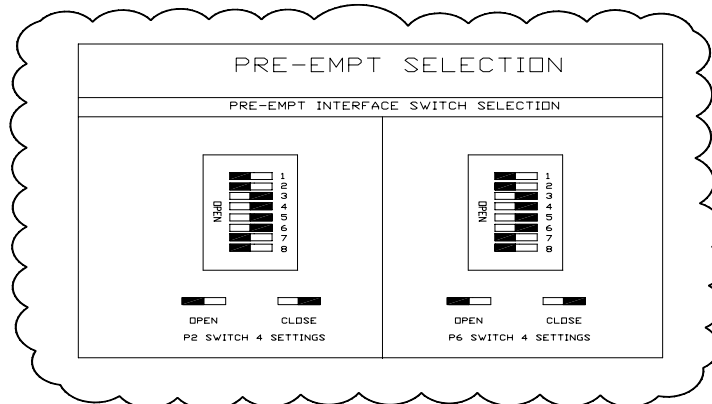 PRE-EMPT SELECTION
PRE-EMPT INTERFACE SWITCH SELECTION
OPEN
1
2
3
4
5
6
7
8
OPEN CLOSE
P2 SWITCH 4 SETTINGS
OPEN
1
2
3
4
5
6
7
8
OPEN CLOSE
P6 SWITCH 4 SETTINGS